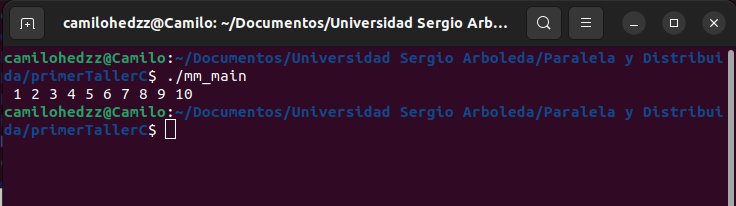 camilohedzz@Camilo: ~/Documentos/Universidad Sergio Arb...
camilohedzz@Camilo:~/Documentos/Universidad Sergio Arboleda/Paralela y Distribui
da/primerTallerC$ ./mm_main
1 2 3 4 5 6 7 8 9 10
camilohedzz@Camilo:~/Documentos/Universidad Sergio Arboleda/Paralela y Distribui
da/primerTallerC$